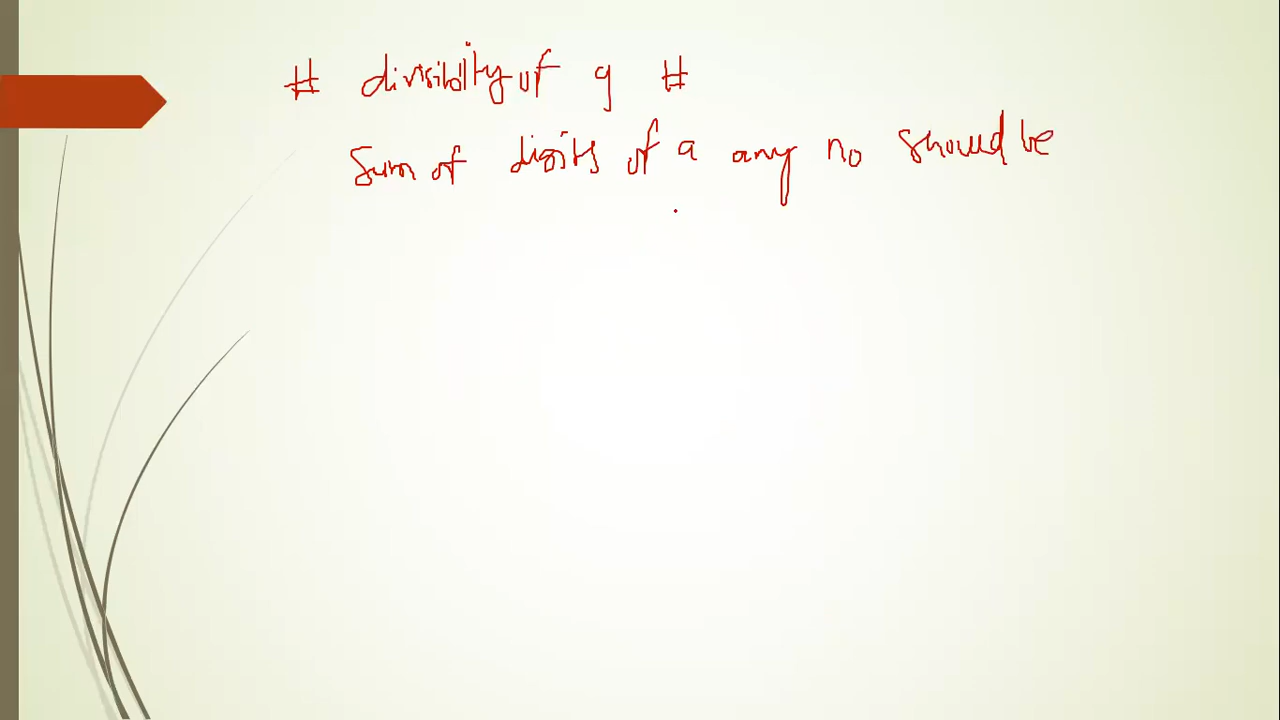 # divisibility of 9 #
Sum of digits of a any no should be